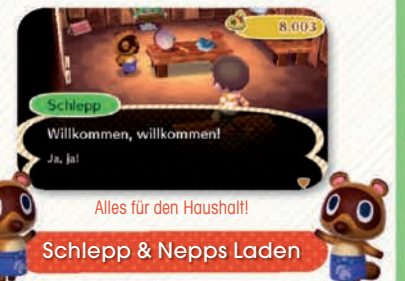 8.003
Schlepp
Willkommen, willkommen!
Ja, ja!
Alles für den Haushalt!
Schlepp & Nepps Laden